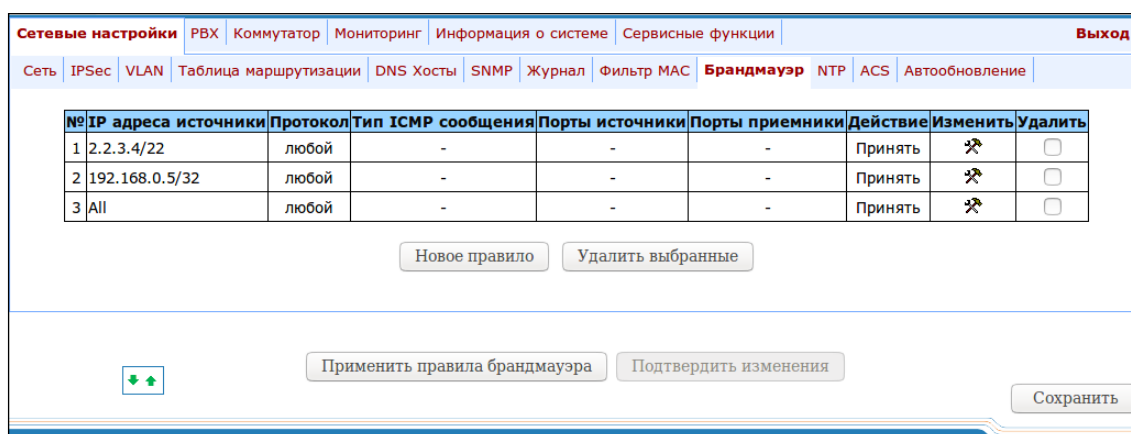 Сетевые настройки PBX Коммутатор Мониторинг Информация о системе Сервисные функции Выход
Сеть IPSec VLAN Таблица маршрутизации DNS Хосты SNMP Журнал Фильтр MAC Брандмауэр NTP ACS Автообновление
№ IP адреса источники Протокол Тип ICMP сообщения Порты источники Порты приемники Действие Изменить Удалить
1 2.2.3.4/22 любой - - - Принять
2 192.168.0.5/32 любой - - - Принять
3 All любой - - - Принять
Новое правило Удалить выбранные
Применить правила брандмауэра Подтвердить изменения
Сохранить